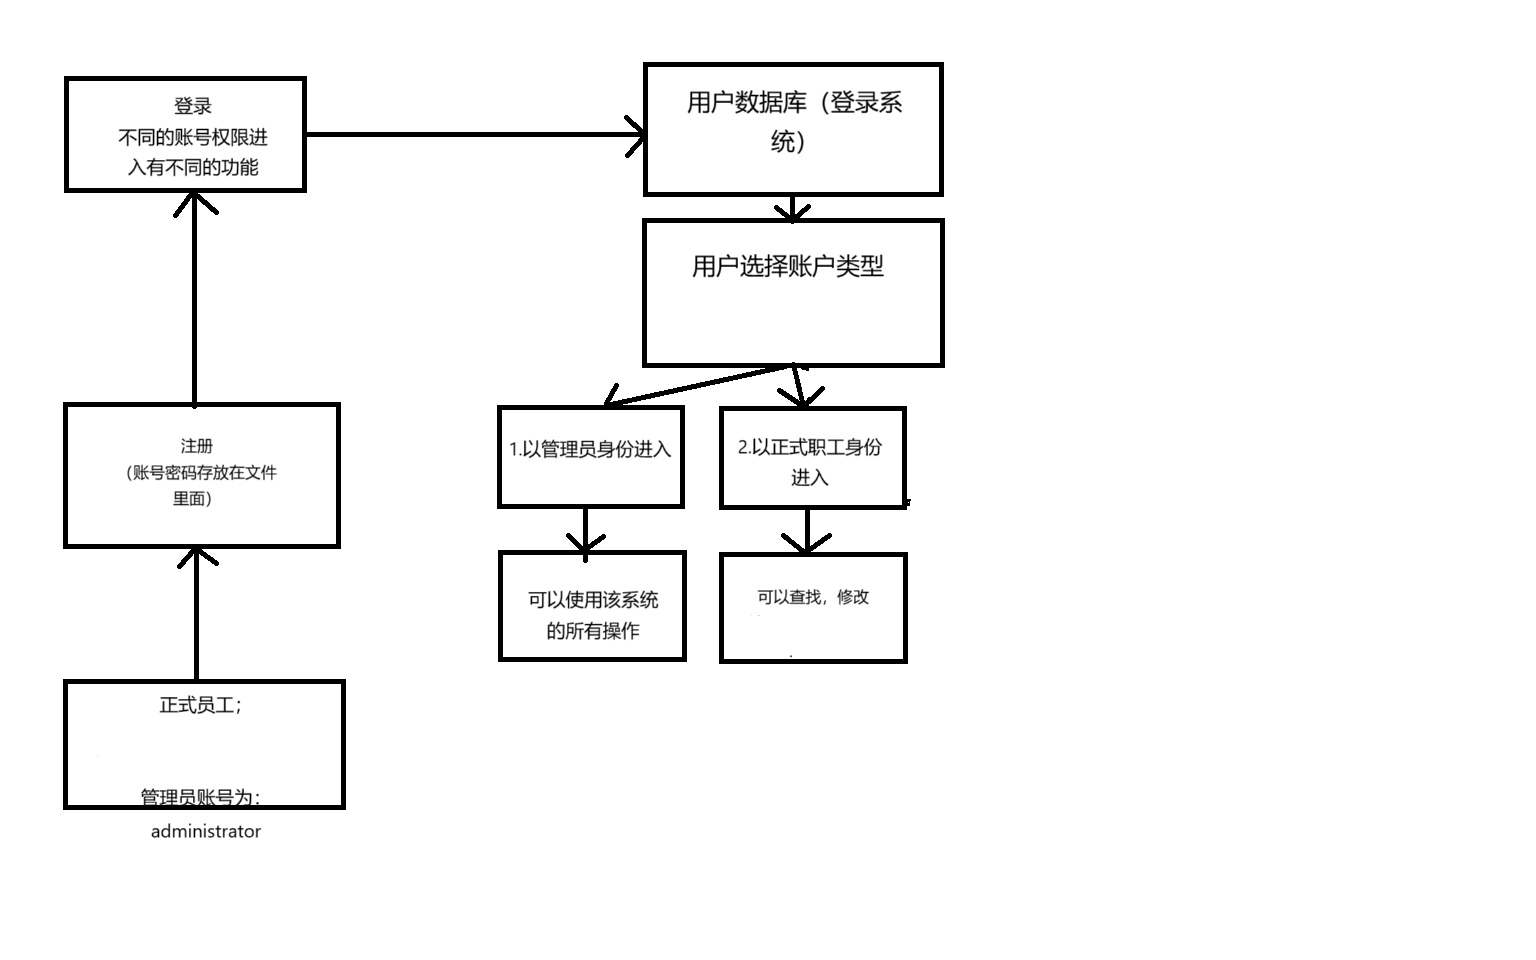 登录
不同的账号权限进
入有不同的功能
用户数据库（登录系
统）
用户选择账户类型
注册
（账号密码存放在文件
里面）
1.以管理员身份进入
2.以正式职工身份
进入
可以使用该系统
的所有操作
可以查找，修改
正式员工；
管理员账号为：
administrator